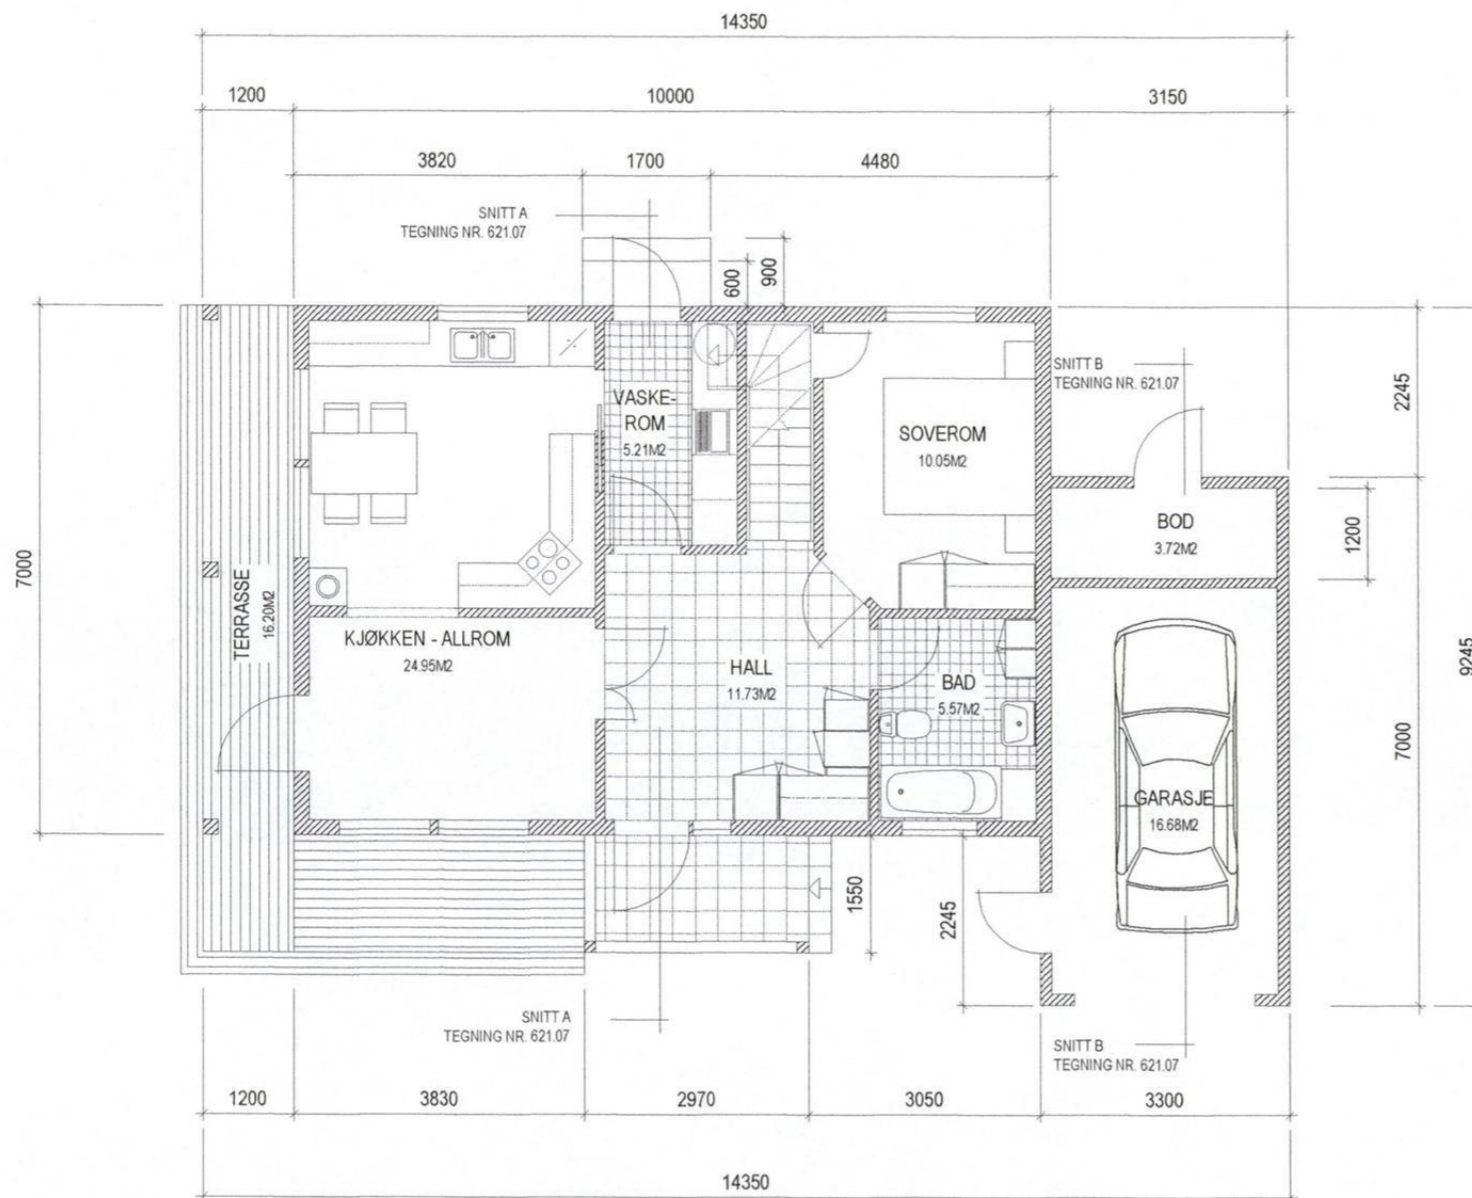 14350
1200
10000
3150
3820
1700
4480
SNITT A
TEGNING NR. 621.07
600
900
SNITT B
TEGNING NR. 621.07
2245
VASKE-
ROM
5.21M2
SOVEROM
10.05M2
BOD
3.72M2
1200
7000
TERRASSE
16.20M2
KJØKKEN - ALLROM
24.95M2
HALL
11.73M2
BAD
5.57M2
9245
7000
GARASJE
16.68M2
1550
2245
SNITT A
TEGNING NR. 621.07
SNITT B
TEGNING NR. 621.07
1200
3830
2970
3050
3300
14350